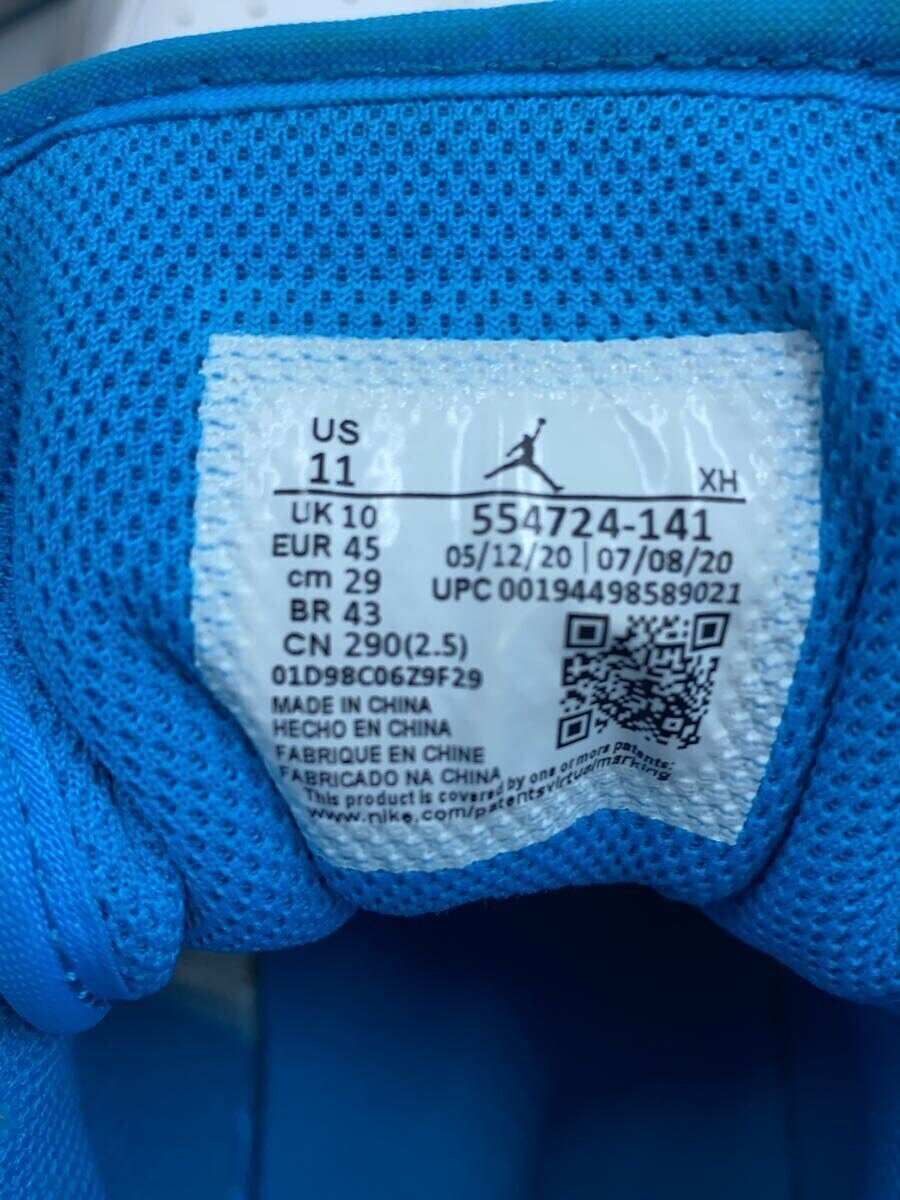 US
11
XH
UK 10
EUR 45
cm 29
BR 43
CN 290(2.5)
01D98C06Z9F29
554724-141
05/12/20 | 07/08/20
UPC 00194498589021
MADE IN CHINA
HECHO EN CHINA
FABRIQUE EN CHINE
FABRICADO NA CHINA
This product is covered by one or more patents:
www.nike.com/patentsvirtualmarking